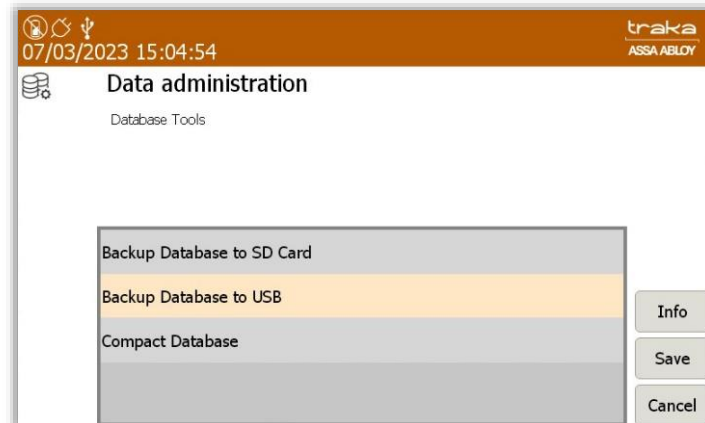 07/03/2023 15:04:54
traka
ASSA ABLOY
Data administration
Database Tools
Backup Database to SD Card
Backup Database to USB
Compact Database
Info
Save
Cancel